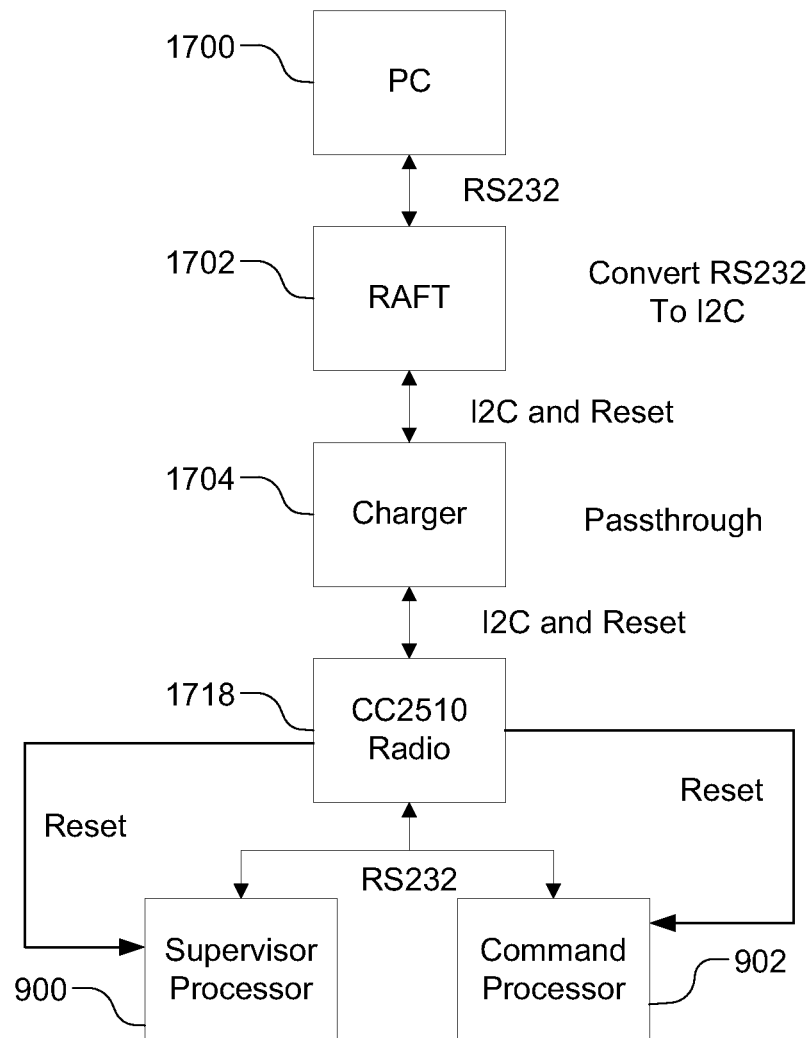 1700
PC
RS232
1702
RAFT
Convert RS232
To I2C
I2C and Reset
1704
Charger
Passthrough
I2C and Reset
1718
CC2510
Radio
Reset
Reset
RS232
Supervisor
Processor
Command
Processor
900
902